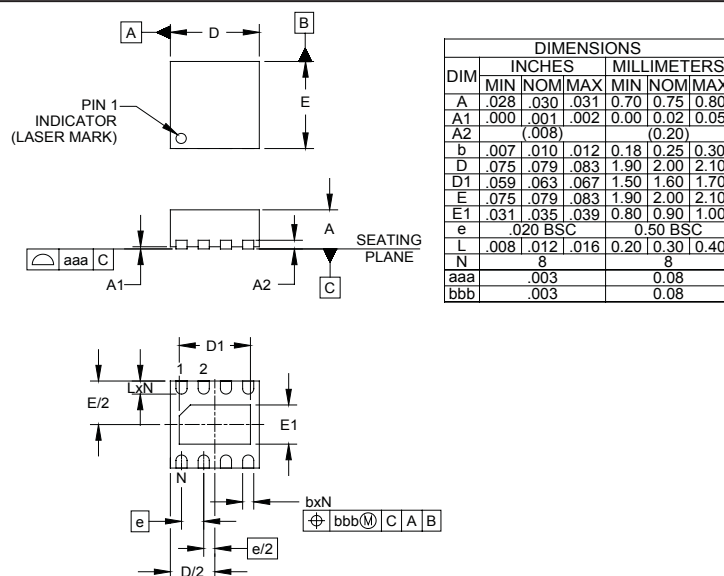 A D B
E
PIN 1
INDICATOR
(LASER MARK)
A
SEATING
PLANE
aaa C
A1 A2 C
DIMENSIONS
DIM INCHES MILLIMETERS
MIN NOM MAX MIN NOM MAX
A .028 .030 .031 0.70 0.75 0.80
A1 .000 .001 .002 0.00 0.02 0.05
A2 (.008) (0.20)
b .007 .010 .012 0.18 0.25 0.30
D .075 .079 .083 1.90 2.00 2.10
D1 .059 .063 .067 1.50 1.60 1.70
E .075 .079 .083 1.90 2.00 2.10
E1 .031 .035 .039 0.80 0.90 1.00
e .020 BSC 0.50 BSC
L .008 .012 .016 0.20 0.30 0.40
N 8 8
aaa .003 0.08
bbb .003 0.08
D1
1 2
LxN
E/2
E1
N
bxN
e
bbb Ⓜ C A B
e/2
D/2